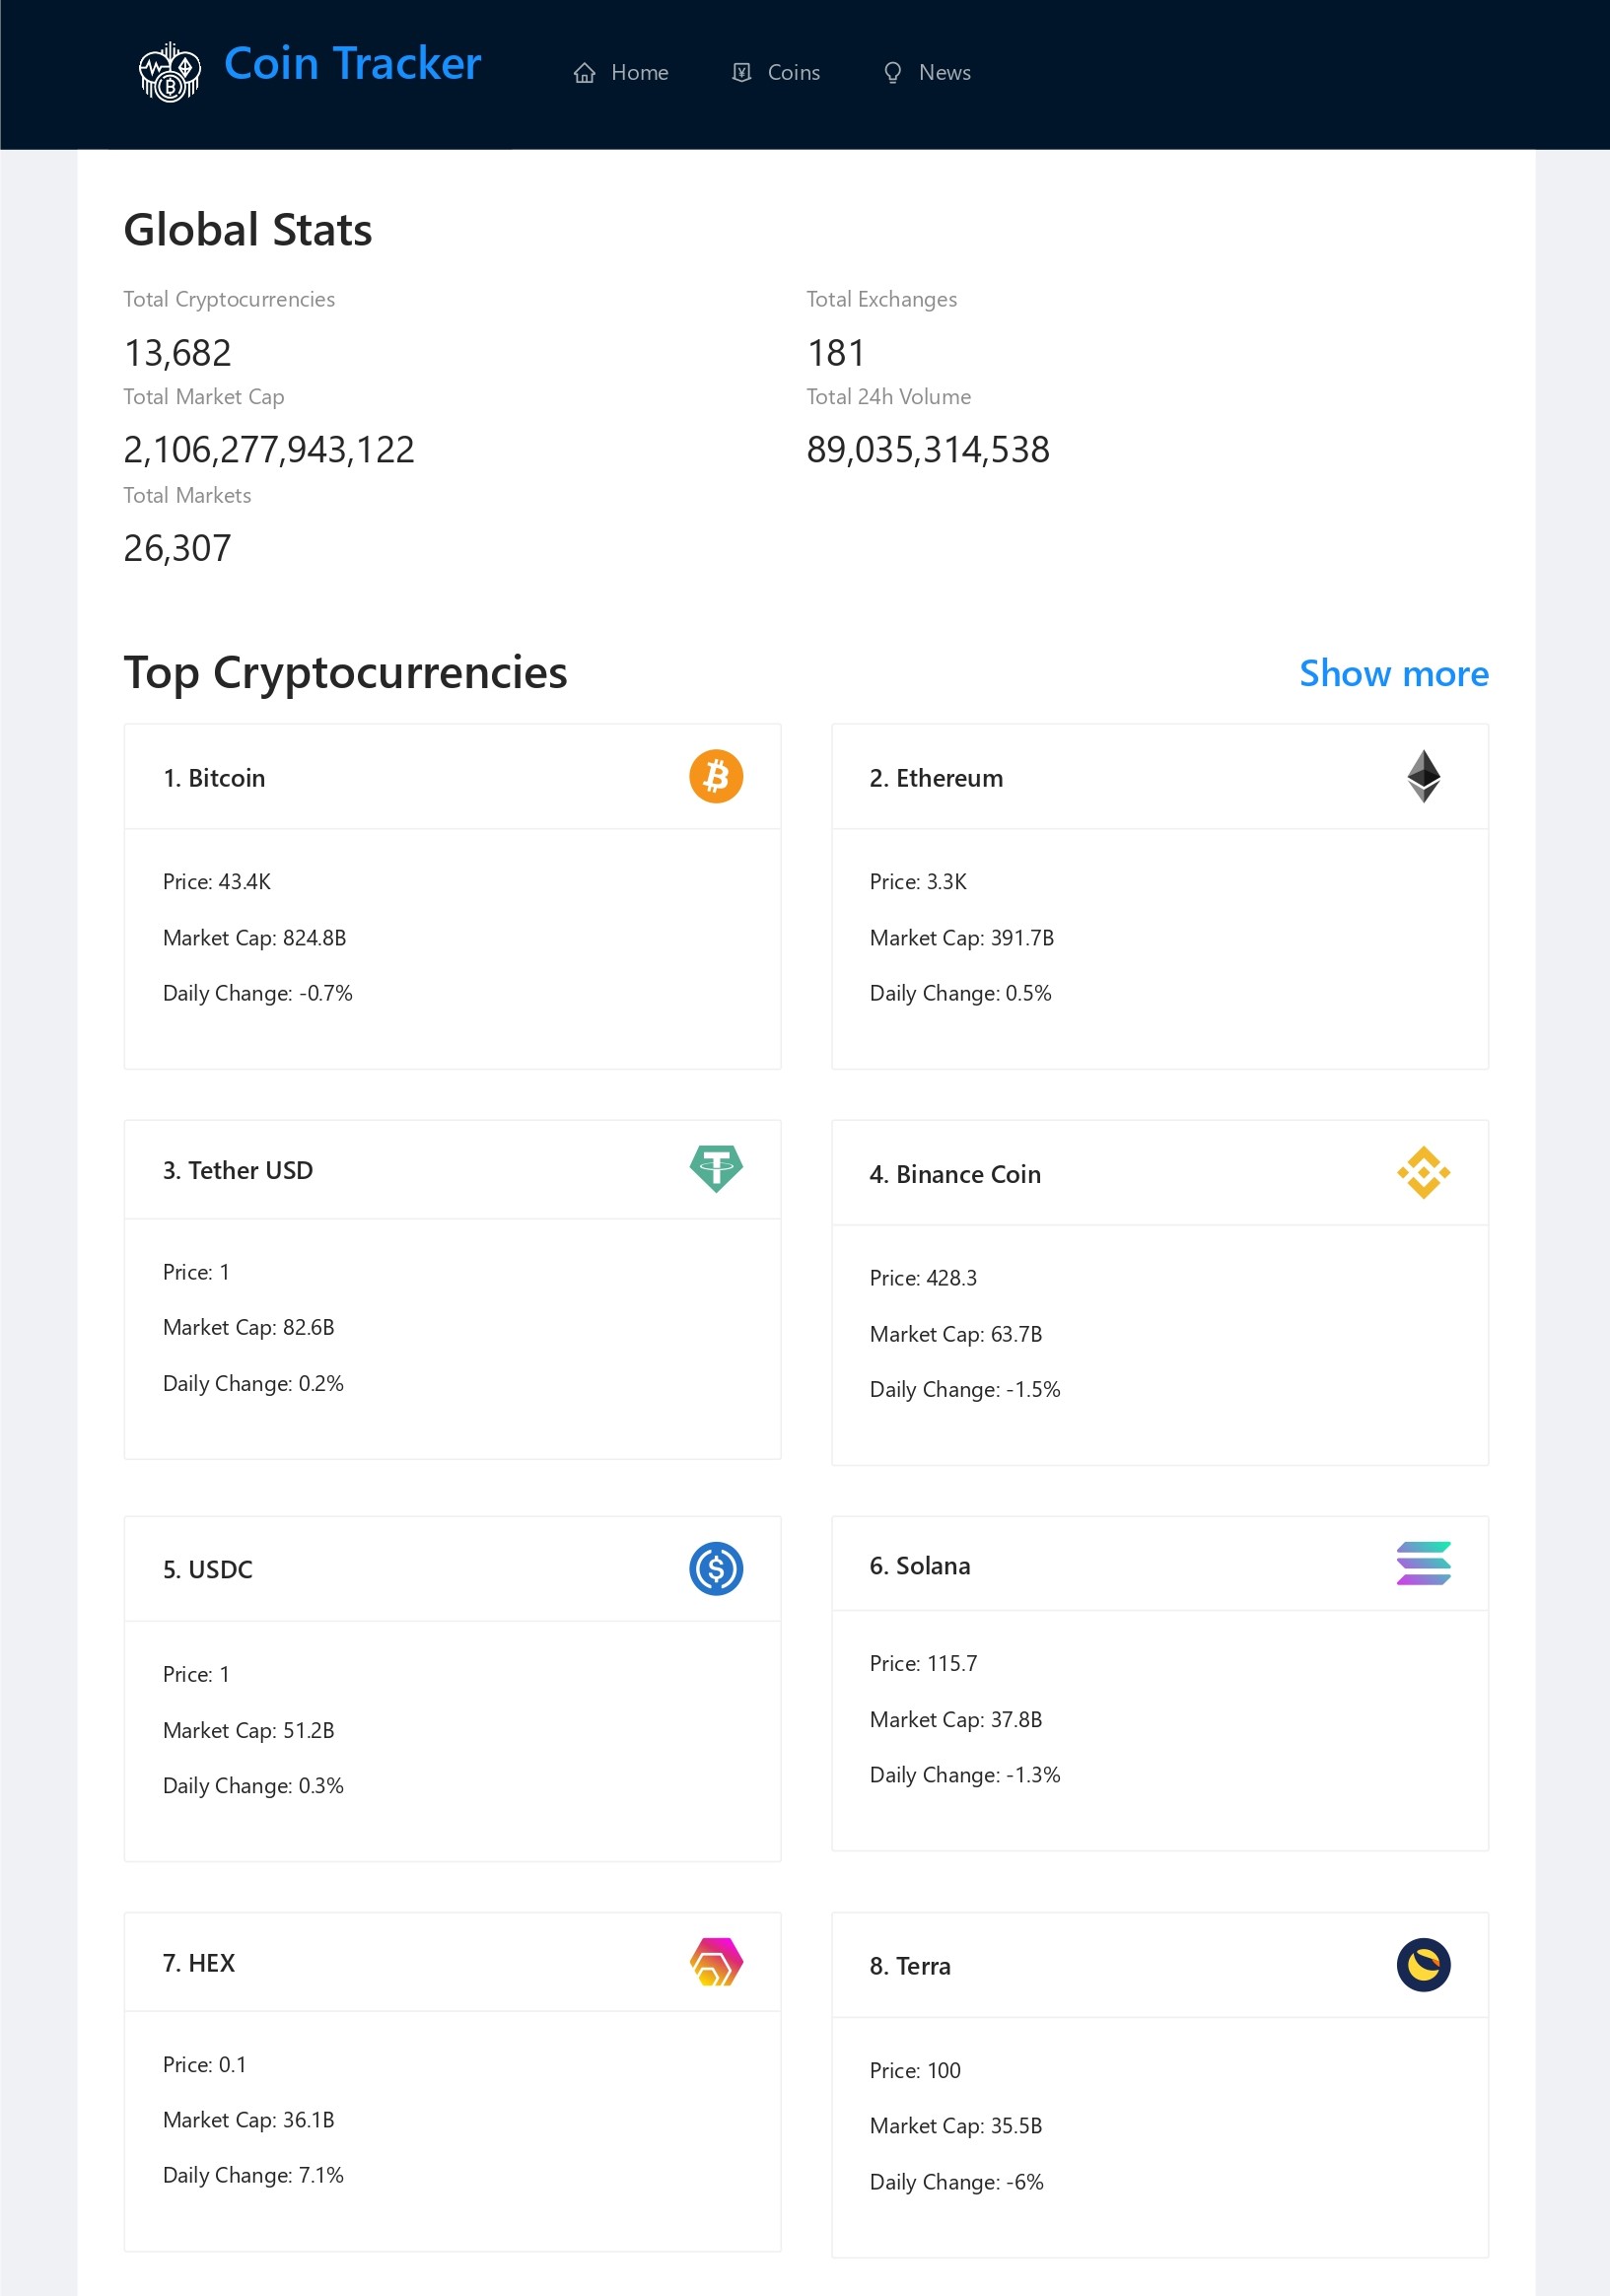 Coin Tracker
Home
Coins
News
Global Stats
Total Cryptocurrencies
13,682
Total Exchanges
181
Total Market Cap
2,106,277,943,122
Total 24h Volume
89,035,314,538
Total Markets
26,307
Top Cryptocurrencies
Show more
1. Bitcoin
Price: 43.4K
Market Cap: 824.8B
Daily Change: -0.7%
2. Ethereum
Price: 3.3K
Market Cap: 391.7B
Daily Change: 0.5%
3. Tether USD
Price: 1
Market Cap: 82.6B
Daily Change: 0.2%
4. Binance Coin
Price: 428.3
Market Cap: 63.7B
Daily Change: -1.5%
5. USDC
Price: 1
Market Cap: 51.2B
Daily Change: 0.3%
6. Solana
Price: 115.7
Market Cap: 37.8B
Daily Change: -1.3%
7. HEX
Price: 0.1
Market Cap: 36.1B
Daily Change: 7.1%
8. Terra
Price: 100
Market Cap: 35.5B
Daily Change: -6%